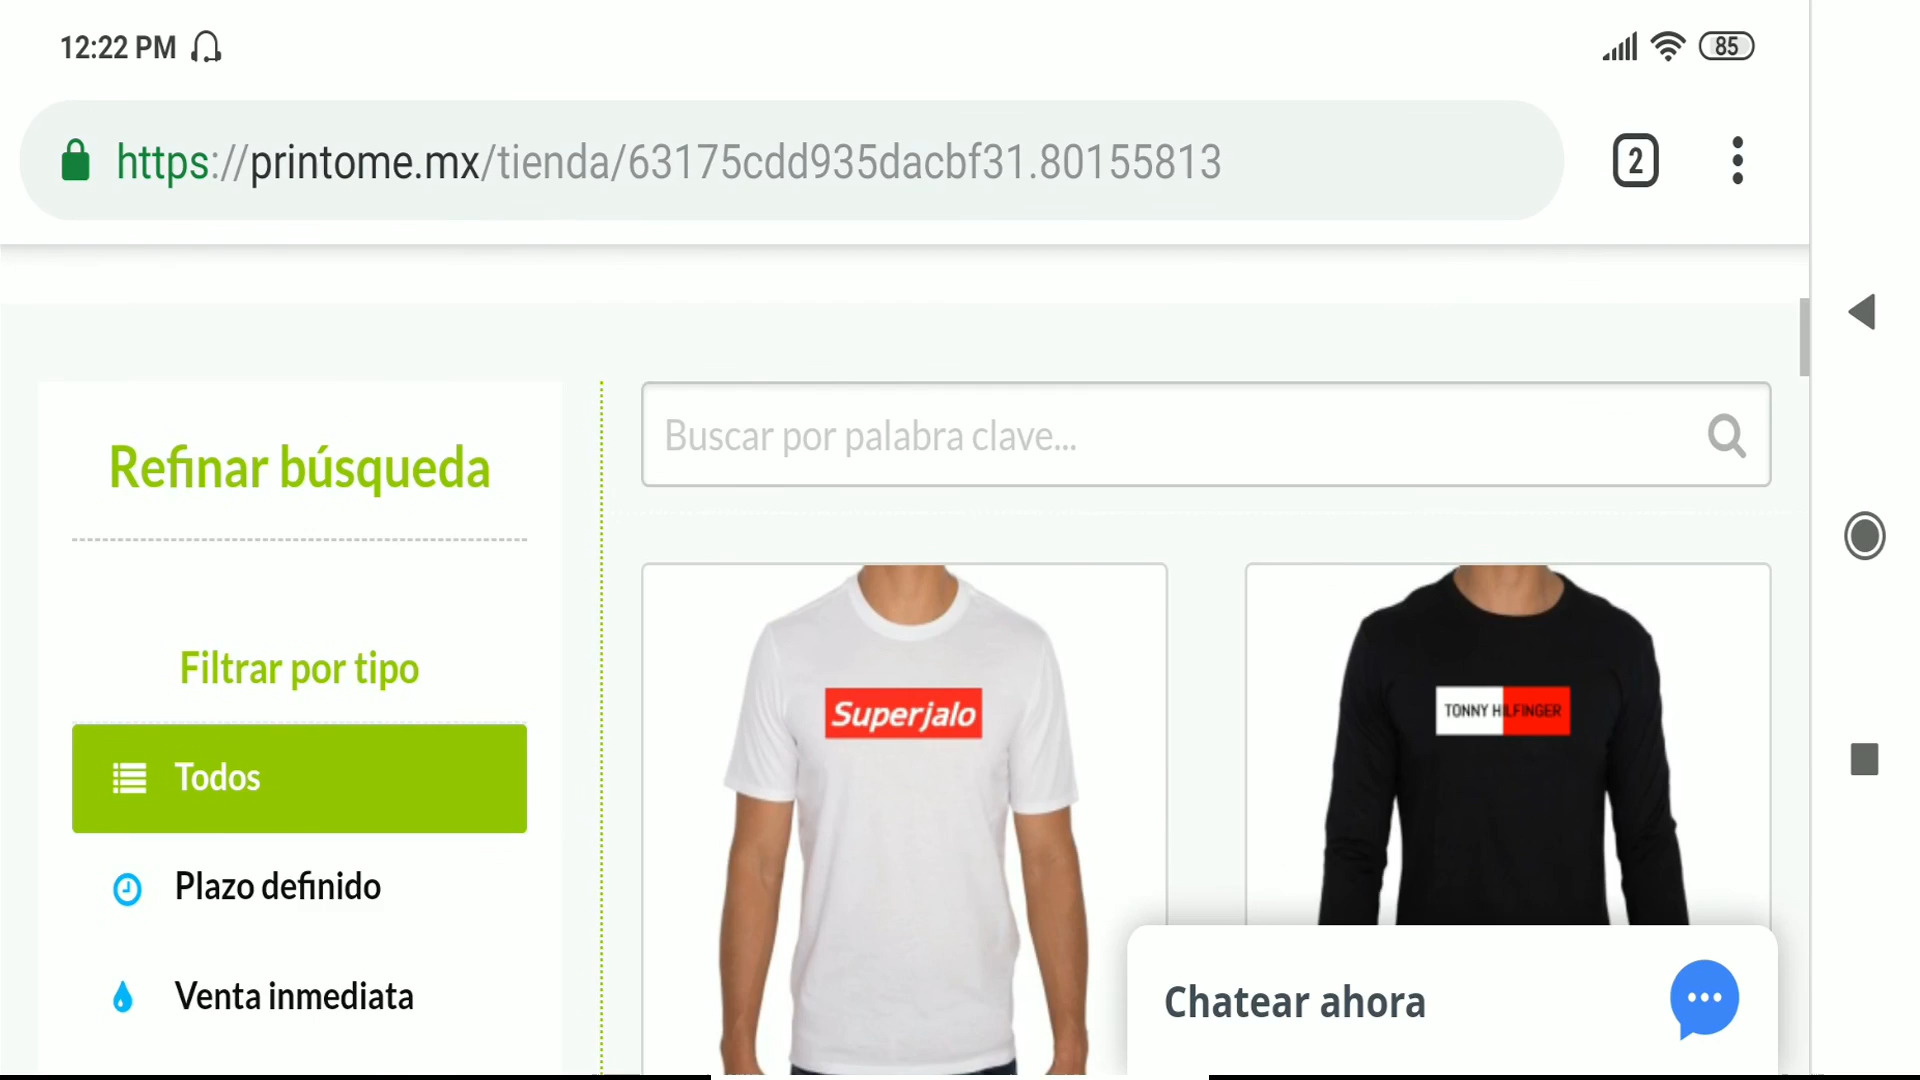 12:22 PM
85
https://printome.mx/tienda/63175cdd935dacbf31.80155813
2
Refinar búsqueda
Filtrar por tipo
Todos
Plazo definido
Venta inmediata
Buscar por palabra clave...
Superjalo
TONNY HILFINGER
Chatear ahora